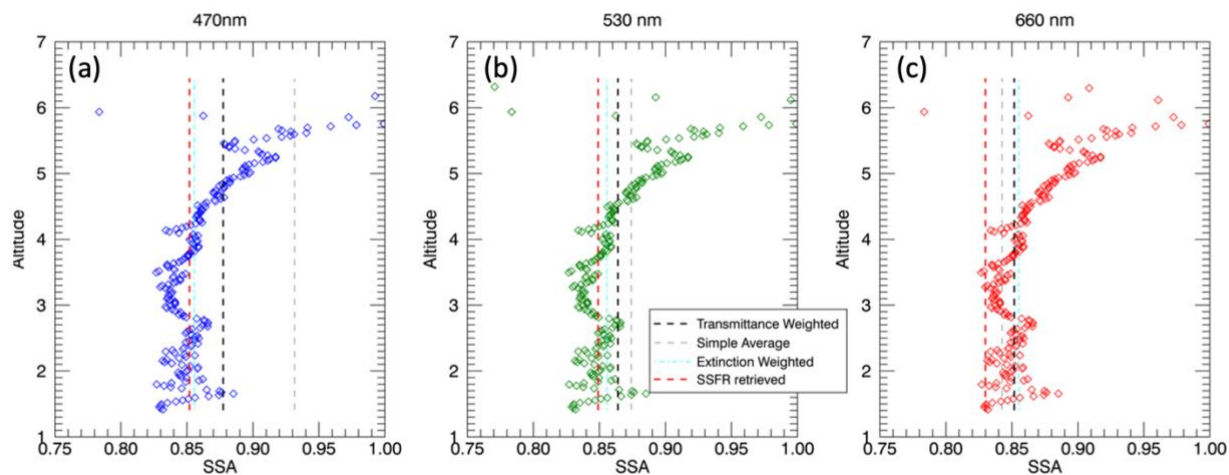 470nm
530 nm
660 nm
(a)
(b)
(c)
7
6
5
4
3
2
1
Altitude
0.75 0.80 0.85 0.90 0.95 1.00
SSA
7
6
5
4
3
2
1
Altitude
0.75 0.80 0.85 0.90 0.95 1.00
SSA
Transmittance Weighted
Simple Average
Extinction Weighted
SSFR retrieved
7
6
5
4
3
2
1
Altitude
0.75 0.80 0.85 0.90 0.95 1.00
SSA